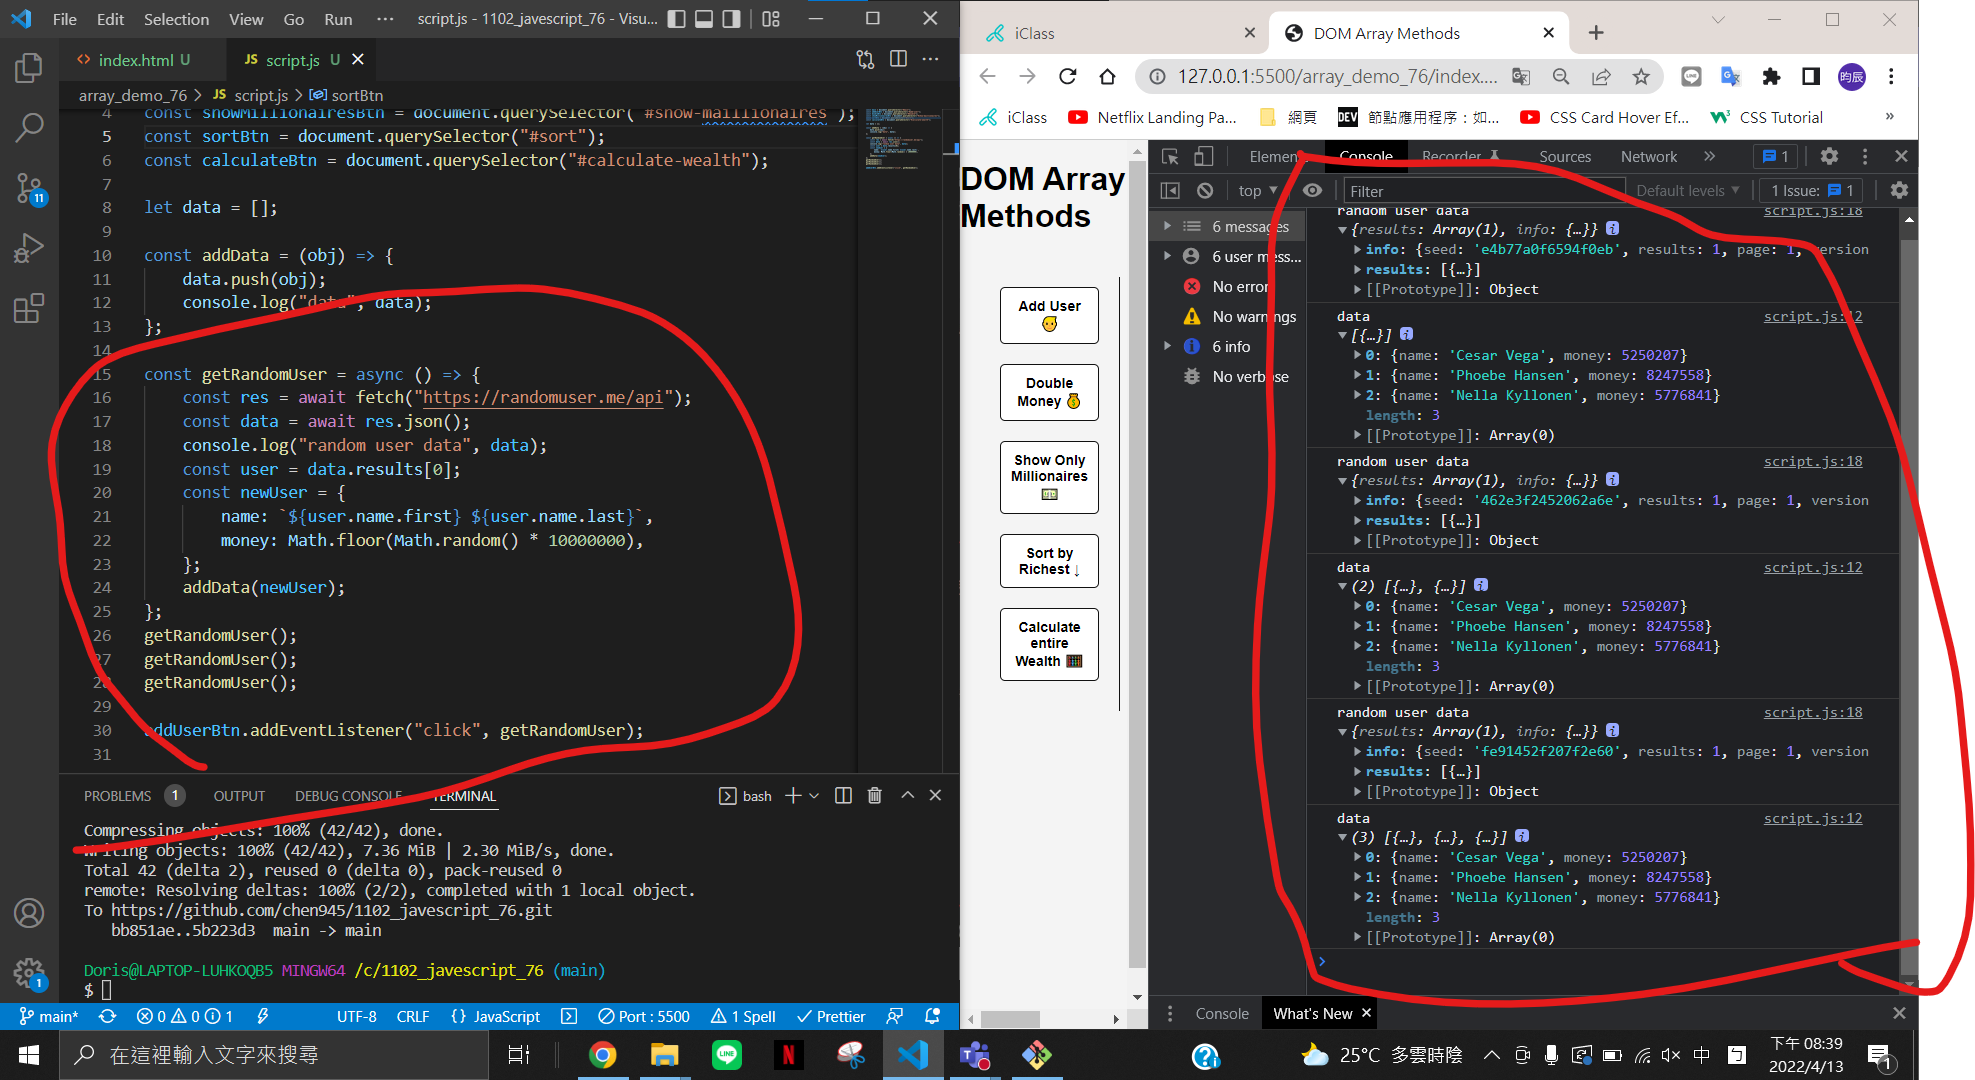 File Edit Selection View Go Run ··· script.js - 1102_javescript_76 - Visu...
index.html U JS script.js U
array_demo_76 > JS script.js > sortBtn
4 const showMillionairesBtn = document.querySelector("#show-maillionaires");
5 const sortBtn = document.querySelector("#sort");
6 const calculateBtn = document.querySelector("#calculate-wealth");
7
8 let data = [];
9
10 const addData = (obj) => {
11 data.push(obj);
12 console.log("data", data);
13 };
14
15 const getRandomUser = async () => {
16 const res = await fetch("https://randomuser.me/api");
17 const data = await res.json();
18 console.log("random user data", data);
19 const user = data.results[0];
20 const newUser = {
21 name: `${user.name.first} ${user.name.last}`,
22 money: Math.floor(Math.random() * 10000000),
23 };
24 addData(newUser);
25 };
26 getRandomUser();
27 getRandomUser();
28 getRandomUser();
29
30 addUserBtn.addEventListener("click", getRandomUser);
31
11
1
PROBLEMS 1 OUTPUT DEBUG CONSOLE TERMINAL bash
Compressing objects: 100% (42/42), done.
Writing objects: 100% (42/42), 7.36 MiB | 2.30 MiB/s, done.
Total 42 (delta 2), reused 0 (delta 0), pack-reused 0
remote: Resolving deltas: 100% (2/2), completed with 1 local object.
To https://github.com/chen945/1102_javescript_76.git
bb851ae..5b223d3 main -> main
Doris@LAPTOP-LUHKOQB5 MINGW64 /c/1102_javescript_76 (main)
$
main* 0 0 1 UTF-8 CRLF {} JavaScript Port : 5500 1 Spell Prettier
iClass DOM Array Methods
127.0.0.1:5500/array_demo_76/index.... 昀辰
iClass Netflix Landing Pa... 網頁 DEV 節點應用程序：如... CSS Card Hover Ef... CSS Tutorial »
DOM Array
Methods
Add User
Double
Money
Show Only
Millionaires
Sort by
Richest ↓
Calculate
entire
Wealth
Elements Console Recorder Sources Network » 1
top Filter Default levels 1 Issue: 1
6 messages
6 user mess...
No errors
No warnings
6 info
No verbose
random user data script.js:18
{results: Array(1), info: {…}}
info: {seed: 'e4b77a0f6594f0eb', results: 1, page: 1, version
results: [{…}]
[[Prototype]]: Object
data script.js:12
[{…}]
0: {name: 'Cesar Vega', money: 5250207}
1: {name: 'Phoebe Hansen', money: 8247558}
2: {name: 'Nella Kyllonen', money: 5776841}
length: 3
[[Prototype]]: Array(0)
random user data script.js:18
{results: Array(1), info: {…}}
info: {seed: '462e3f2452062a6e', results: 1, page: 1, version
results: [{…}]
[[Prototype]]: Object
data script.js:12
(2) [{…}, {…}]
0: {name: 'Cesar Vega', money: 5250207}
1: {name: 'Phoebe Hansen', money: 8247558}
2: {name: 'Nella Kyllonen', money: 5776841}
length: 3
[[Prototype]]: Array(0)
random user data script.js:18
{results: Array(1), info: {…}}
info: {seed: 'fe91452f207f2e60', results: 1, page: 1, version
results: [{…}]
[[Prototype]]: Object
data script.js:12
(3) [{…}, {…}, {…}]
0: {name: 'Cesar Vega', money: 5250207}
1: {name: 'Phoebe Hansen', money: 8247558}
2: {name: 'Nella Kyllonen', money: 5776841}
length: 3
[[Prototype]]: Array(0)
Console What's New
在這裡輸入文字來搜尋 25°C 多雲時陰 中 下午 08:39
2022/4/13 1